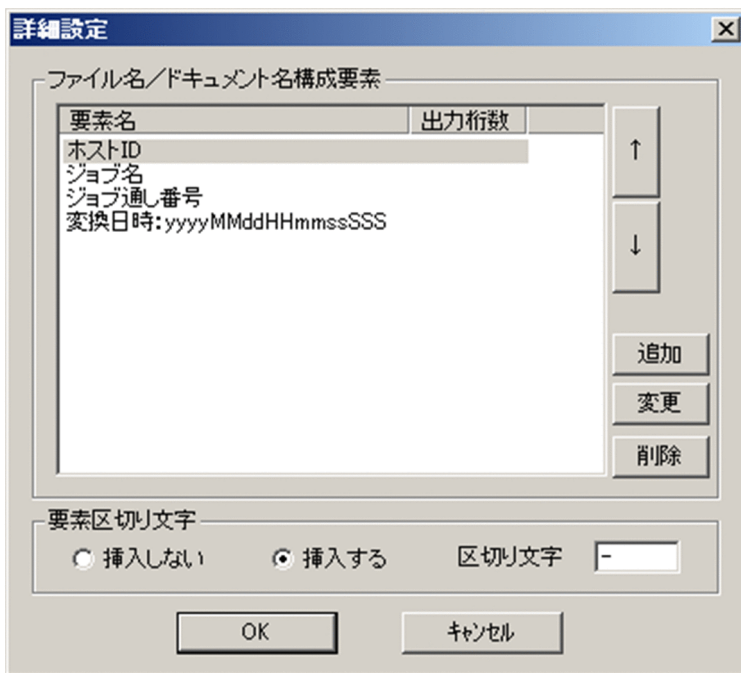 詳細設定
ファイル名／ドキュメント名構成要素
要素名 出力桁数
ホストID
ジョブ名
ジョブ通し番号
変換日時:yyyyMMddHHmmssSSS
↑
↓
追加
変更
削除
要素区切り文字
挿入しない 挿入する 区切り文字 -
OK キャンセル